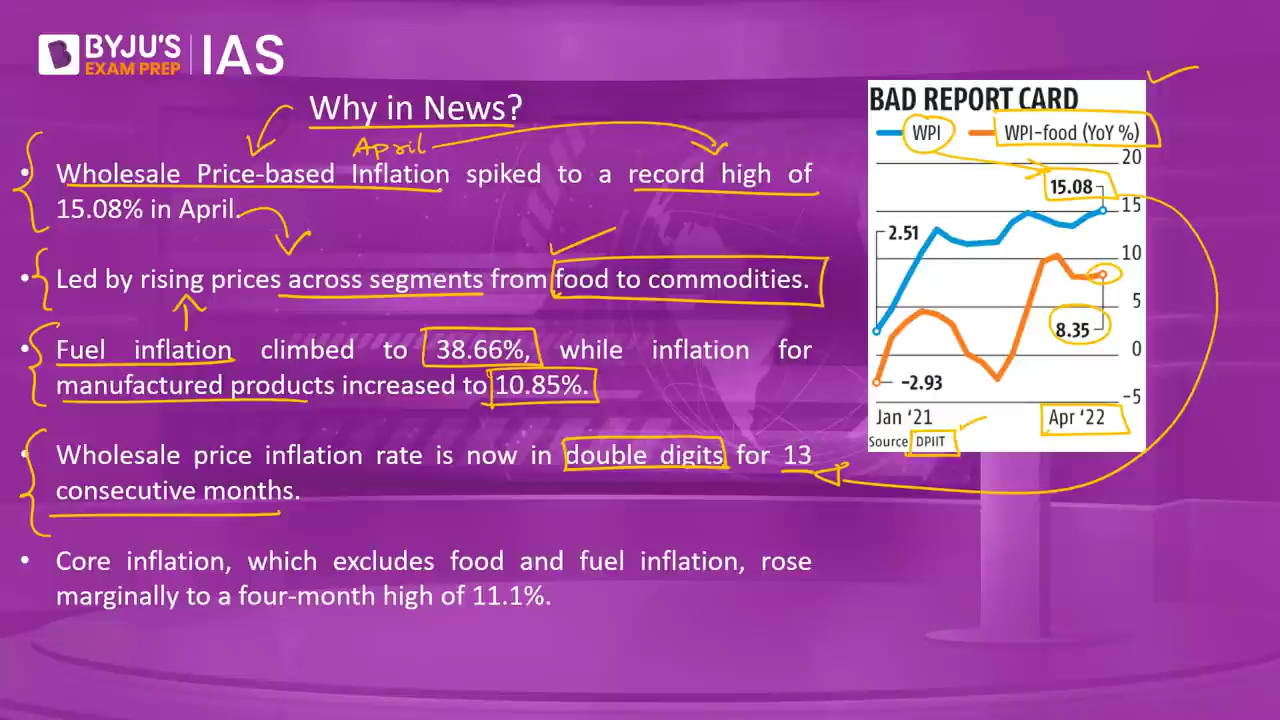 BYJU'S
EXAM PREP
IAS
Why in News?
April
• Wholesale Price-based Inflation spiked to a record high of
15.08% in April.
• Led by rising prices across segments from food to commodities.
• Fuel inflation climbed to 38.66%, while inflation for
manufactured products increased to 10.85%.
• Wholesale price inflation rate is now in double digits for 13
consecutive months.
• Core inflation, which excludes food and fuel inflation, rose
marginally to a four-month high of 11.1%.
BAD REPORT CARD
WPI WPI-food (YoY %)
20
15.08
15
2.51
10
5
8.35
0
-2.93
-5
Jan '21 Apr '22
Source DPIIT